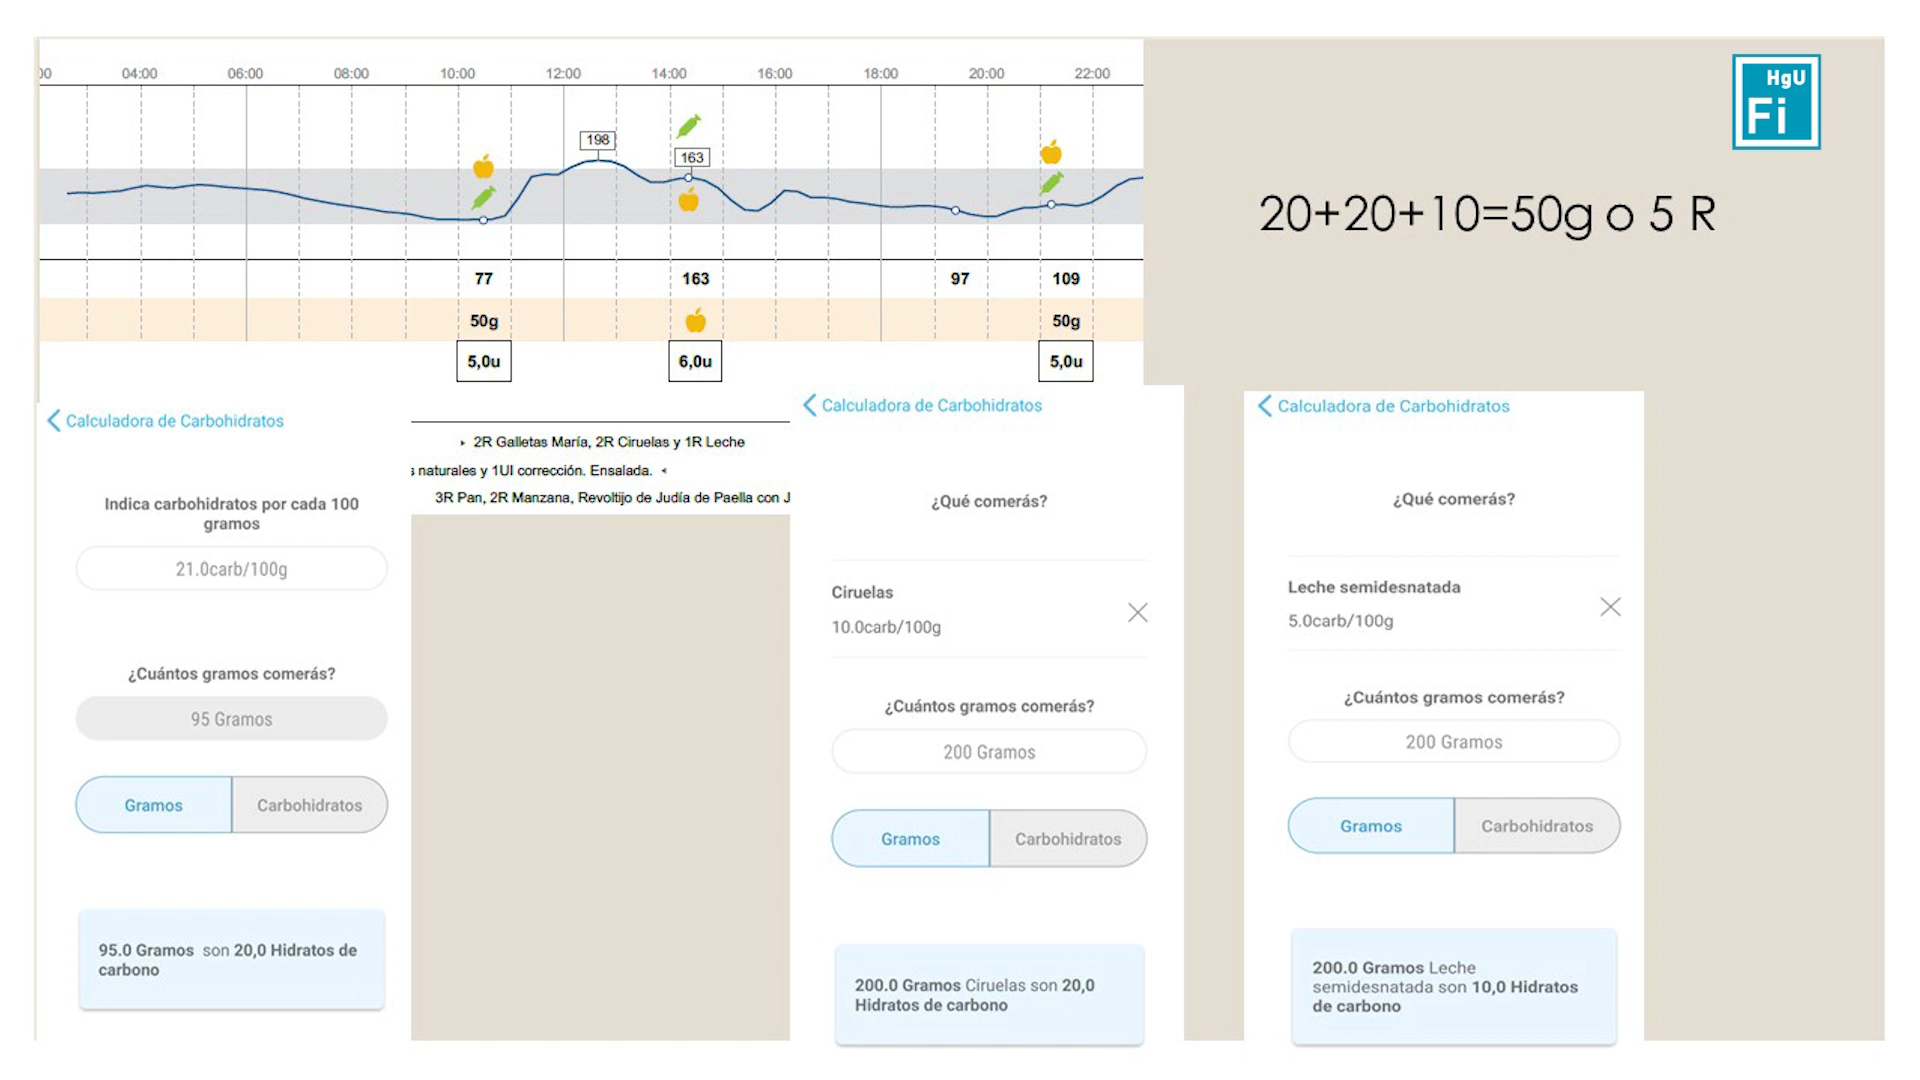 00 04:00 06:00 08:00 10:00 12:00 14:00 16:00 18:00 20:00 22:00
HgU
Fi
198
163
20+20+10=50g o 5 R
77 163 97 109
50g 50g
5,0u 6,0u 5,0u
Calculadora de Carbohidratos
2R Galletas María, 2R Ciruelas y 1R Leche
s naturales y 1UI corrección. Ensalada.
3R Pan, 2R Manzana, Revoltijo de Judía de Paella con J
Indica carbohidratos por cada 100
gramos
21.0carb/100g
¿Cuántos gramos comerás?
95 Gramos
Gramos Carbohidratos
95.0 Gramos son 20,0 Hidratos de
carbono
Calculadora de Carbohidratos
¿Qué comerás?
Ciruelas
10.0carb/100g
¿Cuántos gramos comerás?
200 Gramos
Gramos Carbohidratos
200.0 Gramos Ciruelas son 20,0
Hidratos de carbono
Calculadora de Carbohidratos
¿Qué comerás?
Leche semidesnatada
5.0carb/100g
¿Cuántos gramos comerás?
200 Gramos
Gramos Carbohidratos
200.0 Gramos Leche
semidesnatada son 10,0 Hidratos
de carbono